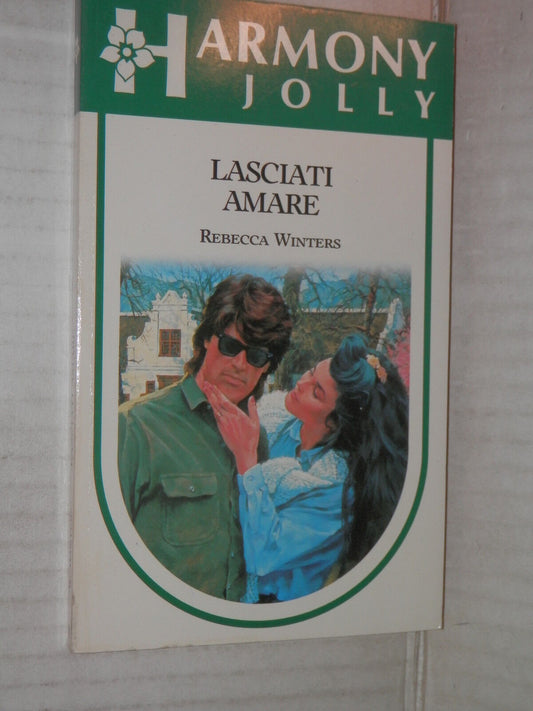 HARMONY
JOLLY
LASCIATI
AMARE
REBECCA WINTERS